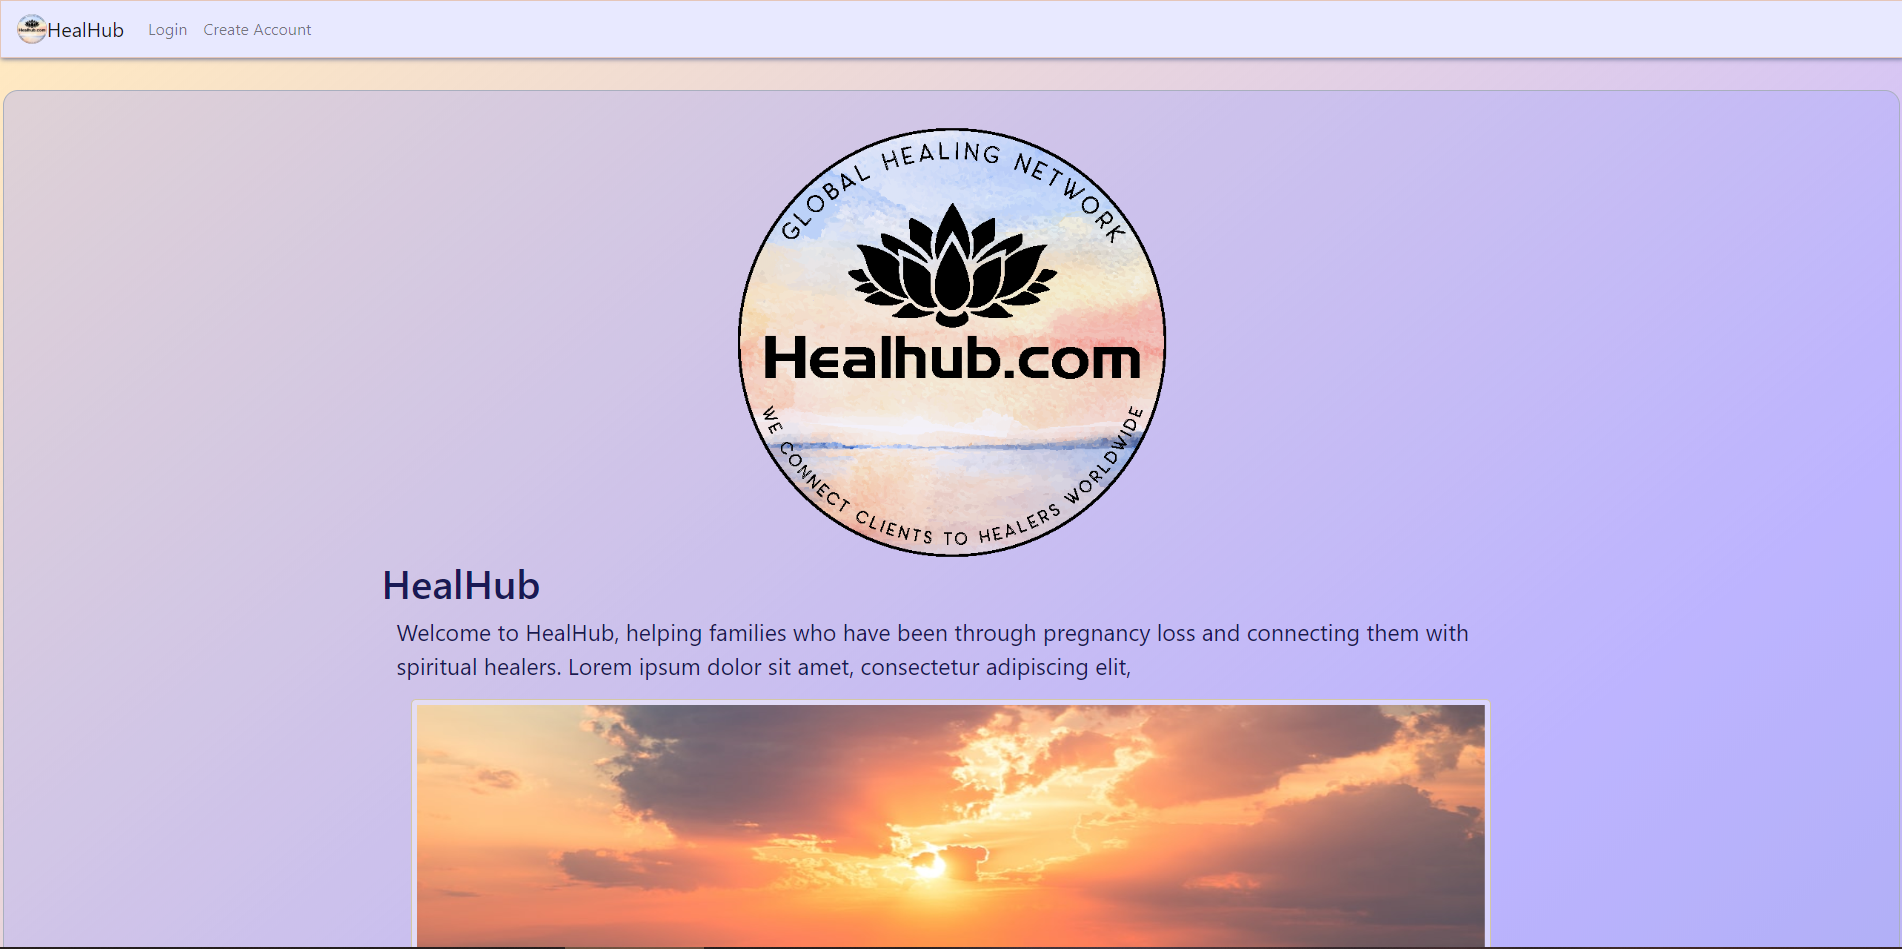 HealHub Login Create Account
GLOBAL HEALING NETWORK
Healhub.com
WE CONNECT CLIENTS TO HEALERS WORLDWIDE
HealHub
Welcome to HealHub, helping families who have been through pregnancy loss and connecting them with
spiritual healers. Lorem ipsum dolor sit amet, consectetur adipiscing elit,